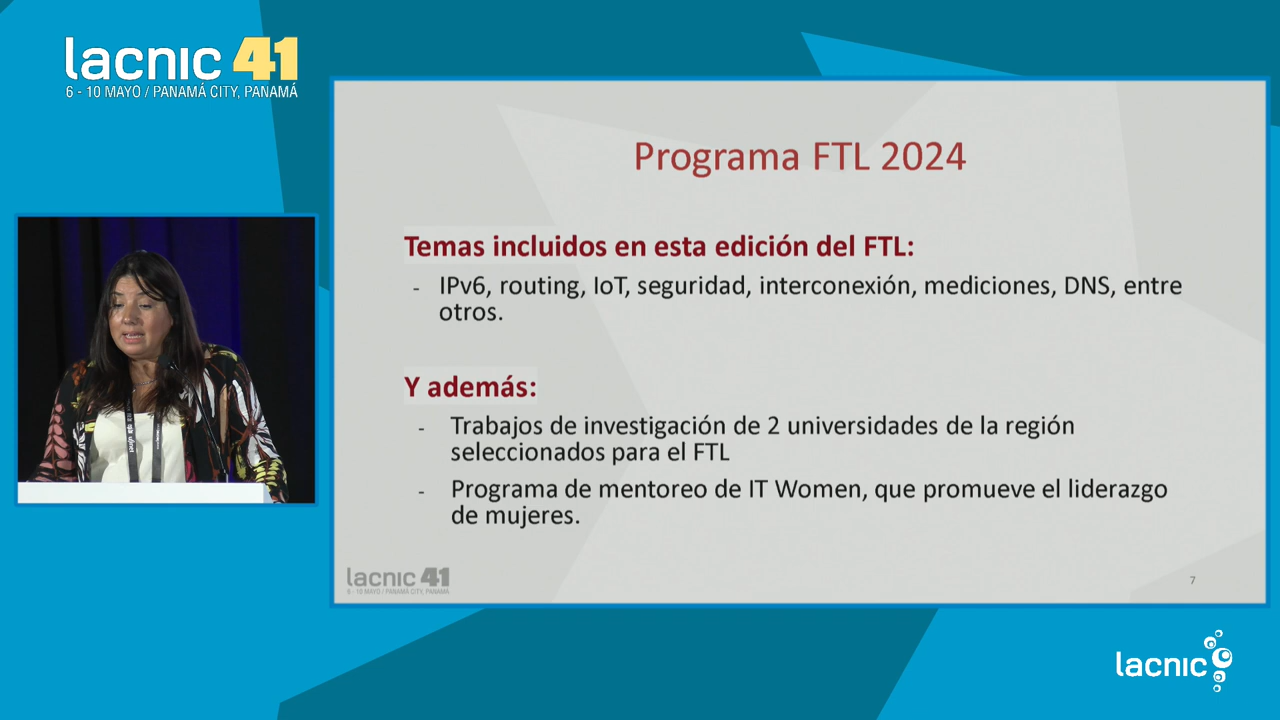 lacnic 41
6 - 10 MAYO / PANAMÁ CITY, PANAMÁ
Programa FTL 2024
Temas incluidos en esta edición del FTL:
- IPv6, routing, IoT, seguridad, interconexión, mediciones, DNS, entre
otros.
Y además:
- Trabajos de investigación de 2 universidades de la región
seleccionados para el FTL
- Programa de mentoreo de IT Women, que promueve el liderazgo
de mujeres.
lacnic 41
6 - 10 MAYO / PANAMÁ CITY, PANAMÁ
7
lacnic